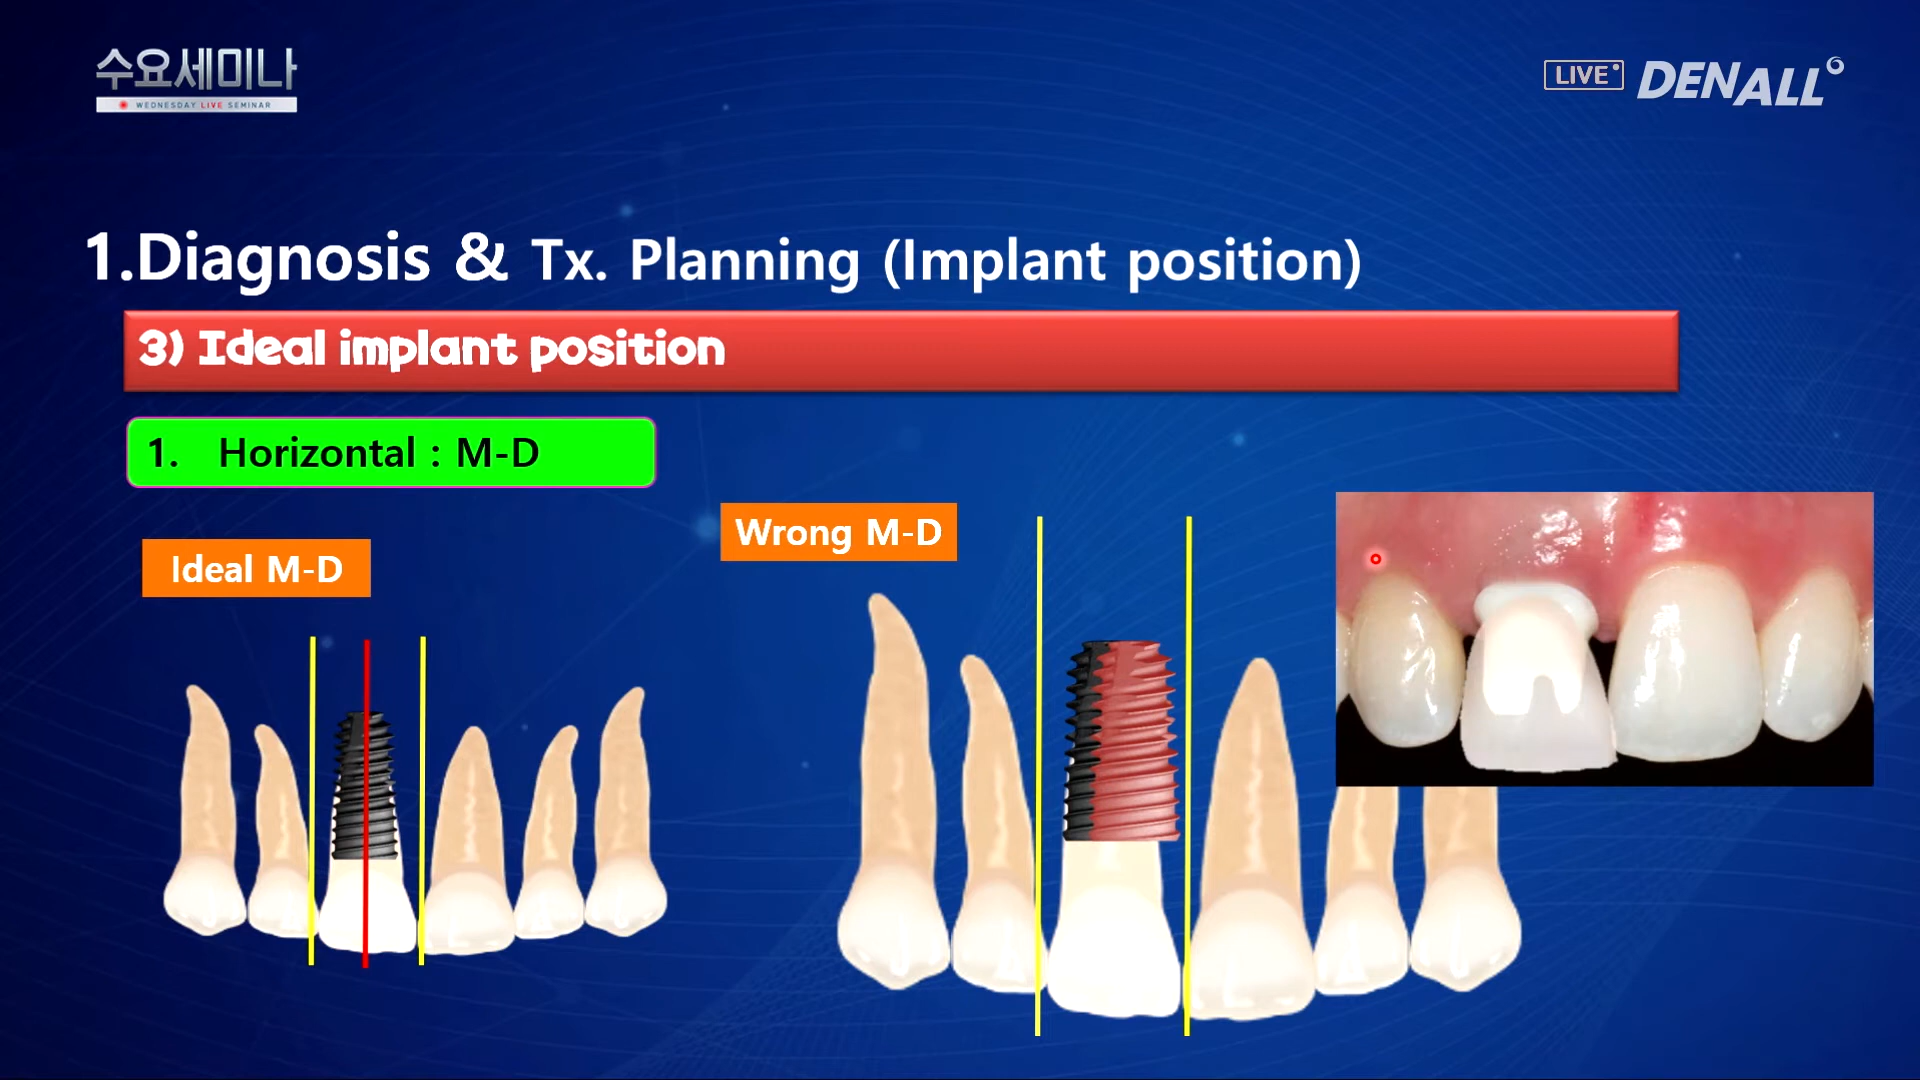 수요세미나
WEDNESDAY LIVE SEMINAR
LIVE
DENALL
1.Diagnosis & Tx. Planning (Implant position)
3) Ideal implant position
1. Horizontal : M-D
Ideal M-D
Wrong M-D